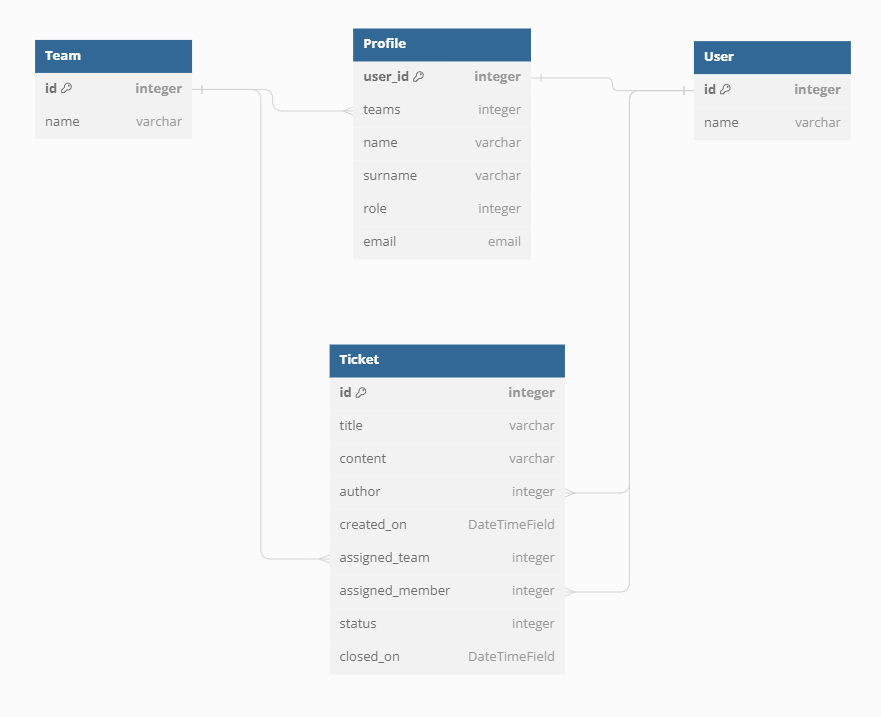 Team
id integer
name varchar
Profile
user_id integer
teams integer
name varchar
surname varchar
role integer
email email
User
id integer
name varchar
Ticket
id integer
title varchar
content varchar
author integer
created_on DateTimeField
assigned_team integer
assigned_member integer
status integer
closed_on DateTimeField